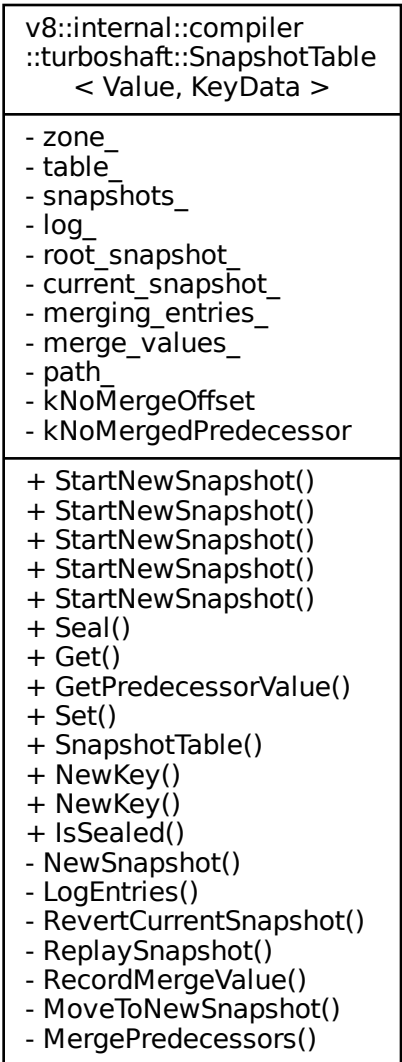 v8::internal::compiler
::turboshaft::SnapshotTable
< Value, KeyData >
- zone_
- table_
- snapshots_
- log_
- root_snapshot_
- current_snapshot_
- merging_entries_
- merge_values_
- path_
- kNoMergeOffset
- kNoMergedPredecessor
+ StartNewSnapshot()
+ StartNewSnapshot()
+ StartNewSnapshot()
+ StartNewSnapshot()
+ StartNewSnapshot()
+ Seal()
+ Get()
+ GetPredecessorValue()
+ Set()
+ SnapshotTable()
+ NewKey()
+ NewKey()
+ IsSealed()
- NewSnapshot()
- LogEntries()
- RevertCurrentSnapshot()
- ReplaySnapshot()
- RecordMergeValue()
- MoveToNewSnapshot()
- MergePredecessors()